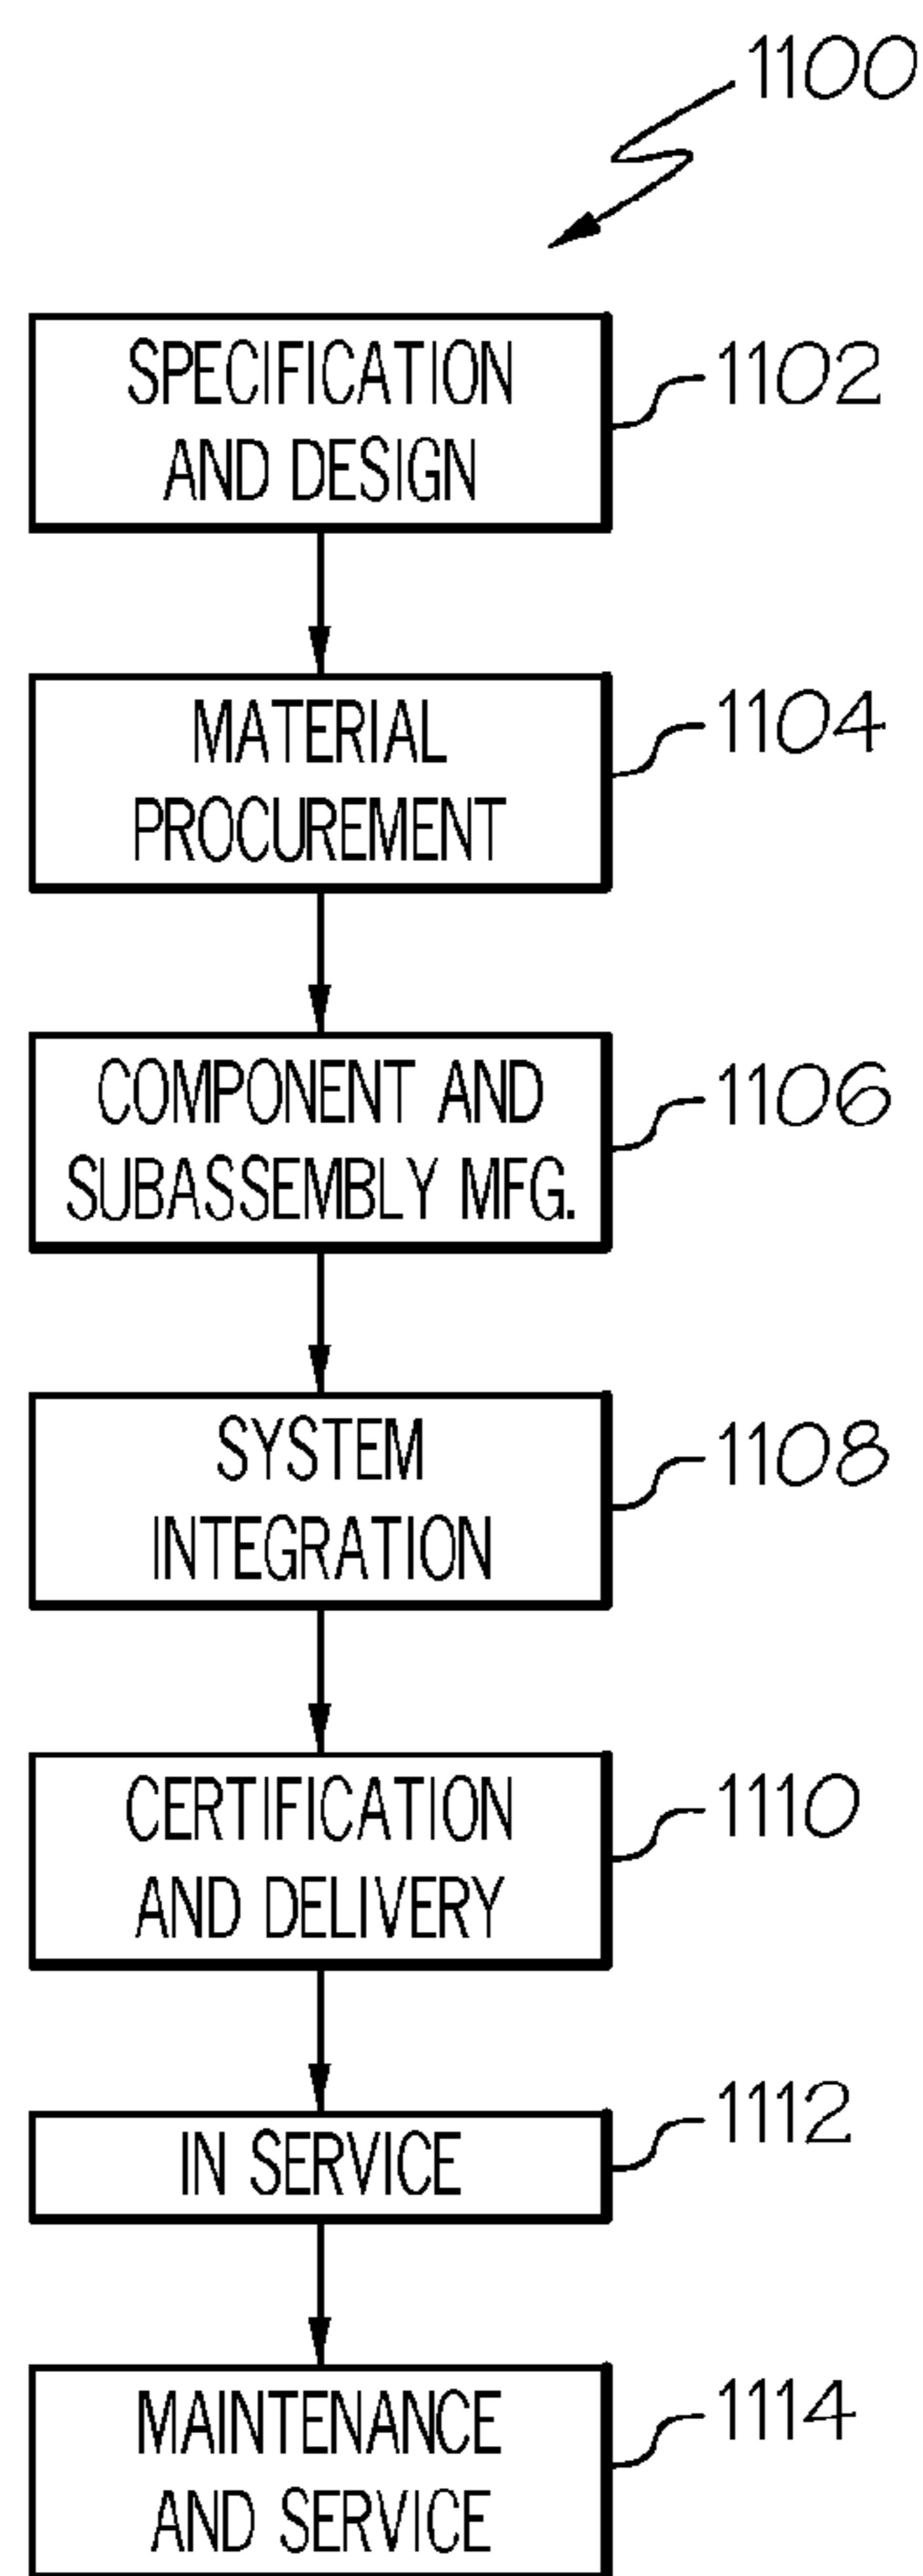 1100
SPECIFICATION
AND DESIGN
1102
MATERIAL
PROCUREMENT
1104
COMPONENT AND
SUBASSEMBLY MFG.
1106
SYSTEM
INTEGRATION
1108
CERTIFICATION
AND DELIVERY
1110
IN SERVICE
1112
MAINTENANCE
AND SERVICE
1114